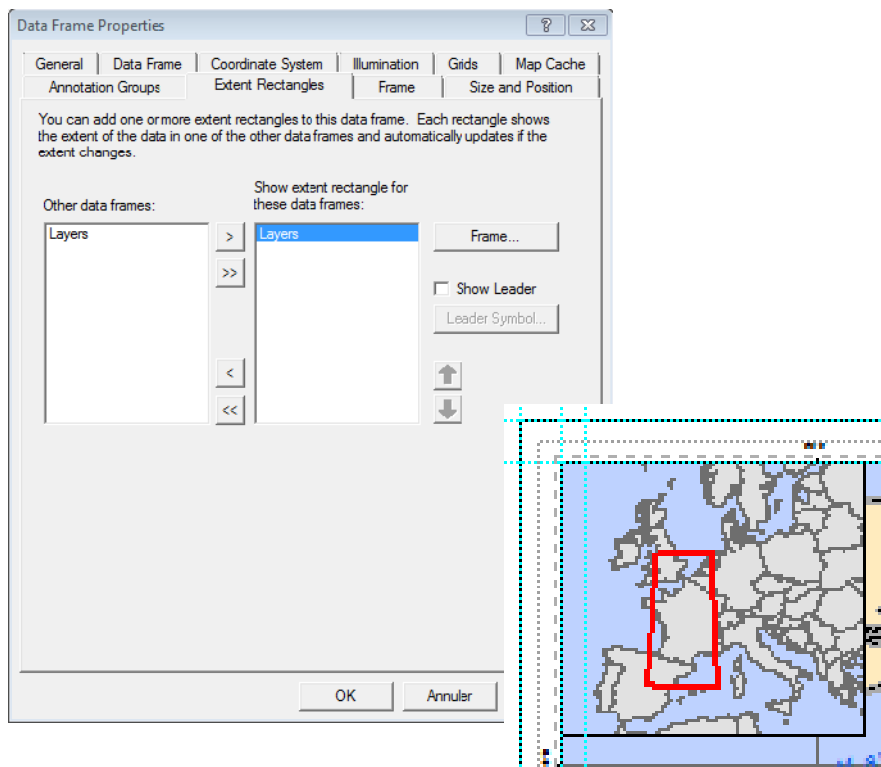 Data Frame Properties
General Data Frame Coordinate System Illumination Grids Map Cache
Annotation Groups Extent Rectangles Frame Size and Position
You can add one or more extent rectangles to this data frame. Each rectangle shows
the extent of the data in one of the other data frames and automatically updates if the
extent changes.
Show extent rectangle for
Other data frames: these data frames:
Layers > Layers Frame...
>>
Show Leader
Leader Symbol...
<
<<
OK Annuler